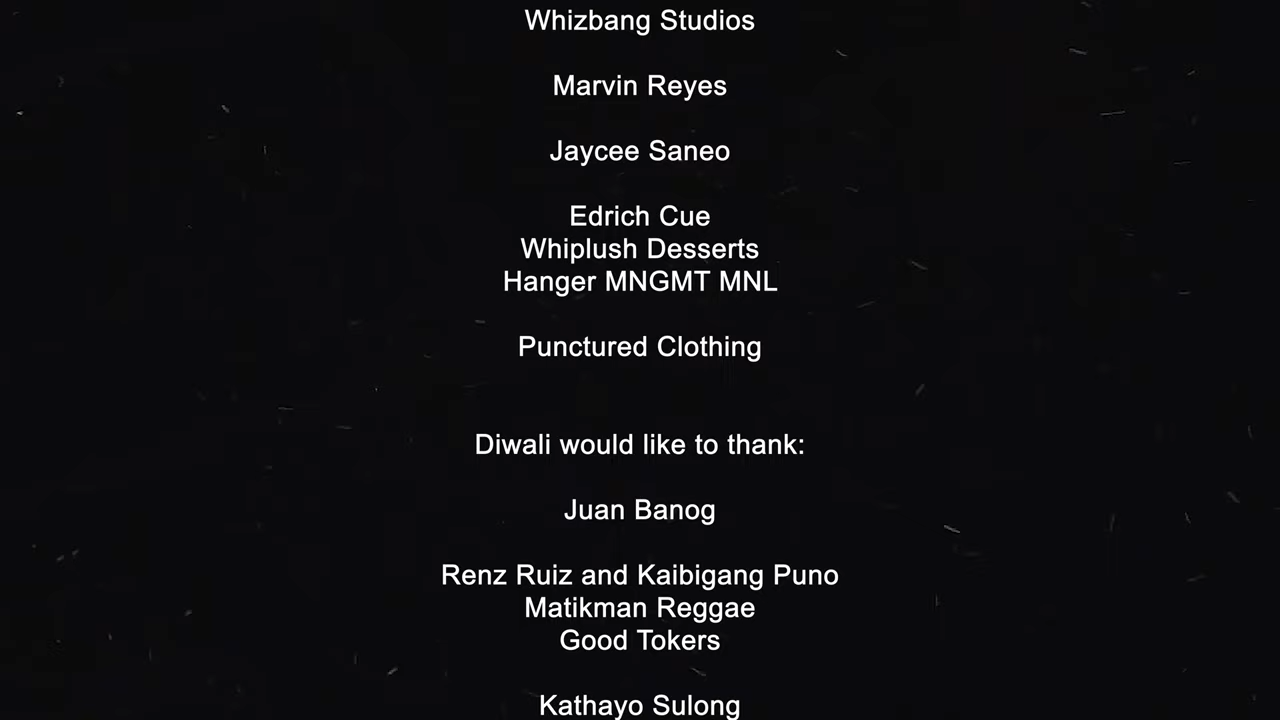 Whizbang Studios
Marvin Reyes
Jaycee Saneo
Edrich Cue
Whiplush Desserts
Hanger MNGMT MNL
Punctured Clothing
Diwali would like to thank:
Juan Banog
Renz Ruiz and Kaibigang Puno
Matikman Reggae
Good Tokers
Kathayo Sulong